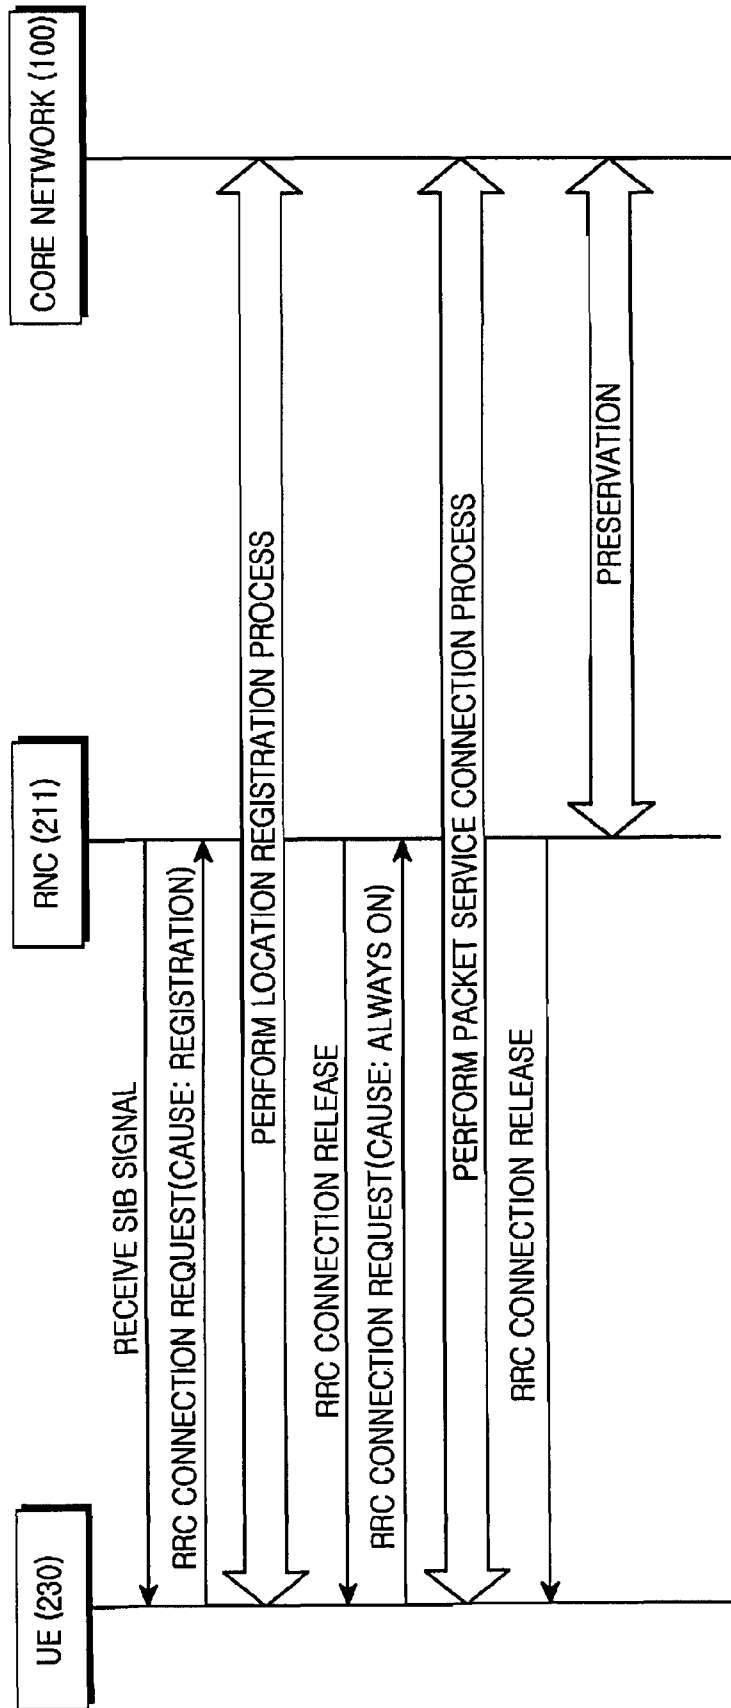 UE (230)
RNC (211)
CORE NETWORK (100)
RECEIVE SIB SIGNAL
RRC CONNECTION REQUEST(CAUSE: REGISTRATION)
PERFORM LOCATION REGISTRATION PROCESS
RRC CONNECTION RELEASE
RRC CONNECTION REQUEST(CAUSE: ALWAYS ON)
PERFORM PACKET SERVICE CONNECTION PROCESS
RRC CONNECTION RELEASE
PRESERVATION